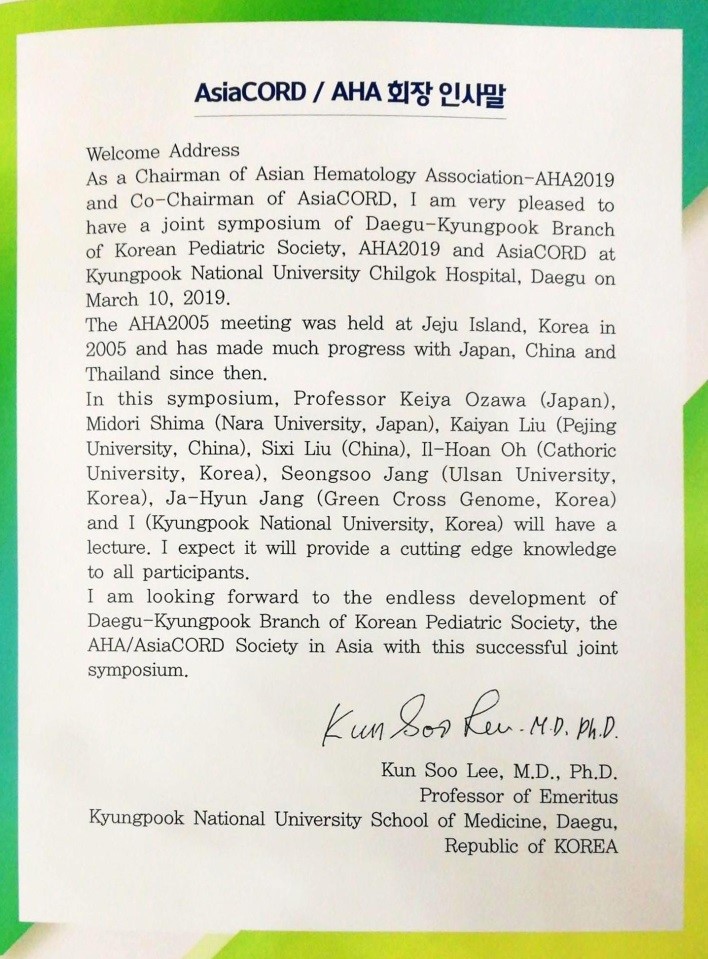 AsiaCORD / AHA 회장 인사말
Welcome Address
As a Chairman of Asian Hematology Association-AHA2019
and Co-Chairman of AsiaCORD, I am very pleased to
have a joint symposium of Daegu-Kyungpook Branch
of Korean Pediatric Society, AHA2019 and AsiaCORD at
Kyungpook National University Chilgok Hospital, Daegu on
March 10, 2019.
The AHA2005 meeting was held at Jeju Island, Korea in
2005 and has made much progress with Japan, China and
Thailand since then.
In this symposium, Professor Keiya Ozawa (Japan),
Midori Shima (Nara University, Japan), Kaiyan Liu (Pejing
University, China), Sixi Liu (China), Il-Hoan Oh (Cathoric
University, Korea), Seongsoo Jang (Ulsan University,
Korea), Ja-Hyun Jang (Green Cross Genome, Korea)
and I (Kyungpook National University, Korea) will have a
lecture. I expect it will provide a cutting edge knowledge
to all participants.
I am looking forward to the endless development of
Daegu-Kyungpook Branch of Korean Pediatric Society, the
AHA/AsiaCORD Society in Asia with this successful joint
symposium.
Kun Soo Lee. M.D. Ph.D.
Kun Soo Lee, M.D., Ph.D.
Professor of Emeritus
Kyungpook National University School of Medicine, Daegu,
Republic of KOREA